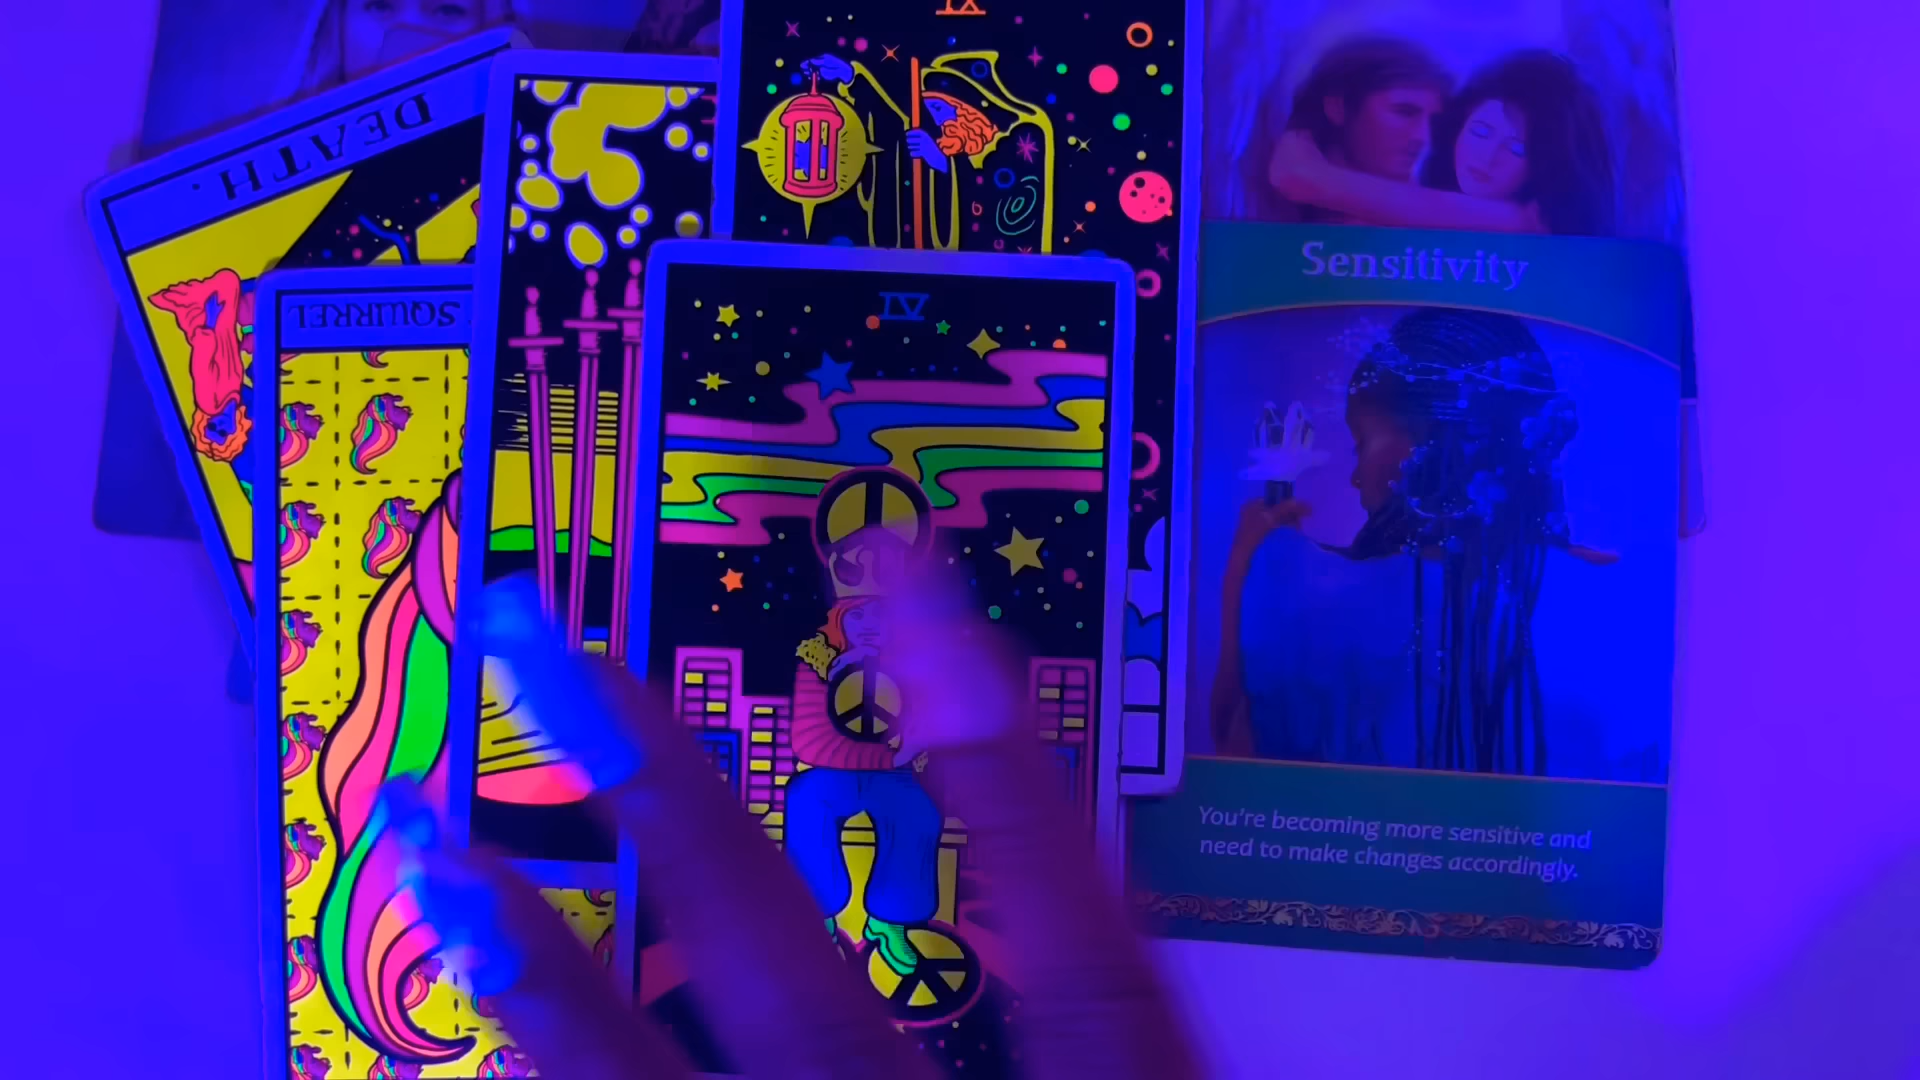 IX
DEATH.
SQUIRREL
IV
Sensitivity
You're becoming more sensitive and
need to make changes accordingly.